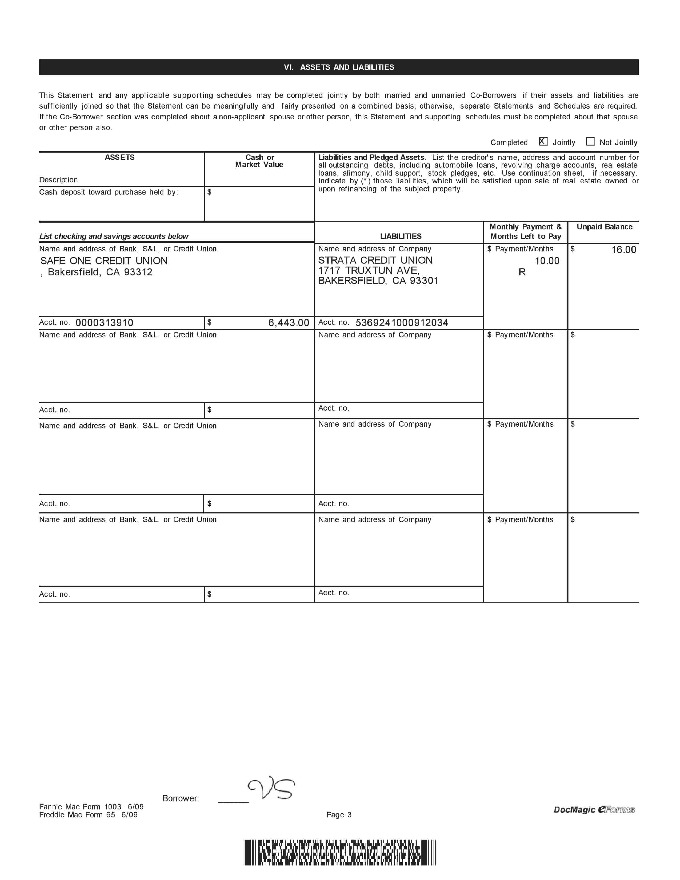 VI. ASSETS AND LIABILITIES
This Statement and any applicable supporting schedules may be completed jointly by both married and unmarried Co-Borrowers if their assets and liabilities are
sufficiently joined so that the Statement can be meaningfully and fairly presented on a combined basis; otherwise, separate Statements and Schedules are required.
If the Co-Borrower section was completed about a non-applicant spouse or other person, this Statement and supporting schedules must be completed about that spouse
or other person also.
Completed X Jointly Not Jointly
ASSETS
Description
Cash or
Market Value
Liabilities and Pledged Assets. List the creditor's name, address and account number for
all outstanding debts, including automobile loans, revolving charge accounts, real estate
loans, alimony, child support, stock pledges, etc. Use continuation sheet, if necessary.
Indicate by (*) those liabilities, which will be satisfied upon sale of real estate owned or
upon refinancing of the subject property.
Cash deposit toward purchase held by: $
List checking and savings accounts below
LIABILITIES
Monthly Payment &
Months Left to Pay
Unpaid Balance
Name and address of Bank, S&L, or Credit Union
SAFE ONE CREDIT UNION
, Bakersfield, CA 93312
Name and address of Company
STRATA CREDIT UNION
1717 TRUXTUN AVE,
BAKERSFIELD, CA 93301
$ Payment/Months
10.00
R
$ 16.00
Acct. no. 0000313910 $ 6,443.00 Acct. no. 5369241000912034
Name and address of Bank, S&L, or Credit Union Name and address of Company $ Payment/Months $
Acct. no. $ Acct. no.
Name and address of Bank, S&L, or Credit Union Name and address of Company $ Payment/Months $
Acct. no. $ Acct. no.
Name and address of Bank, S&L, or Credit Union Name and address of Company $ Payment/Months $
Acct. no. $ Acct. no.
Borrower VS
Fannie Mae Form 1003 6/09
Freddie Mac Form 65 6/09
Page 3
DocMagic eForms